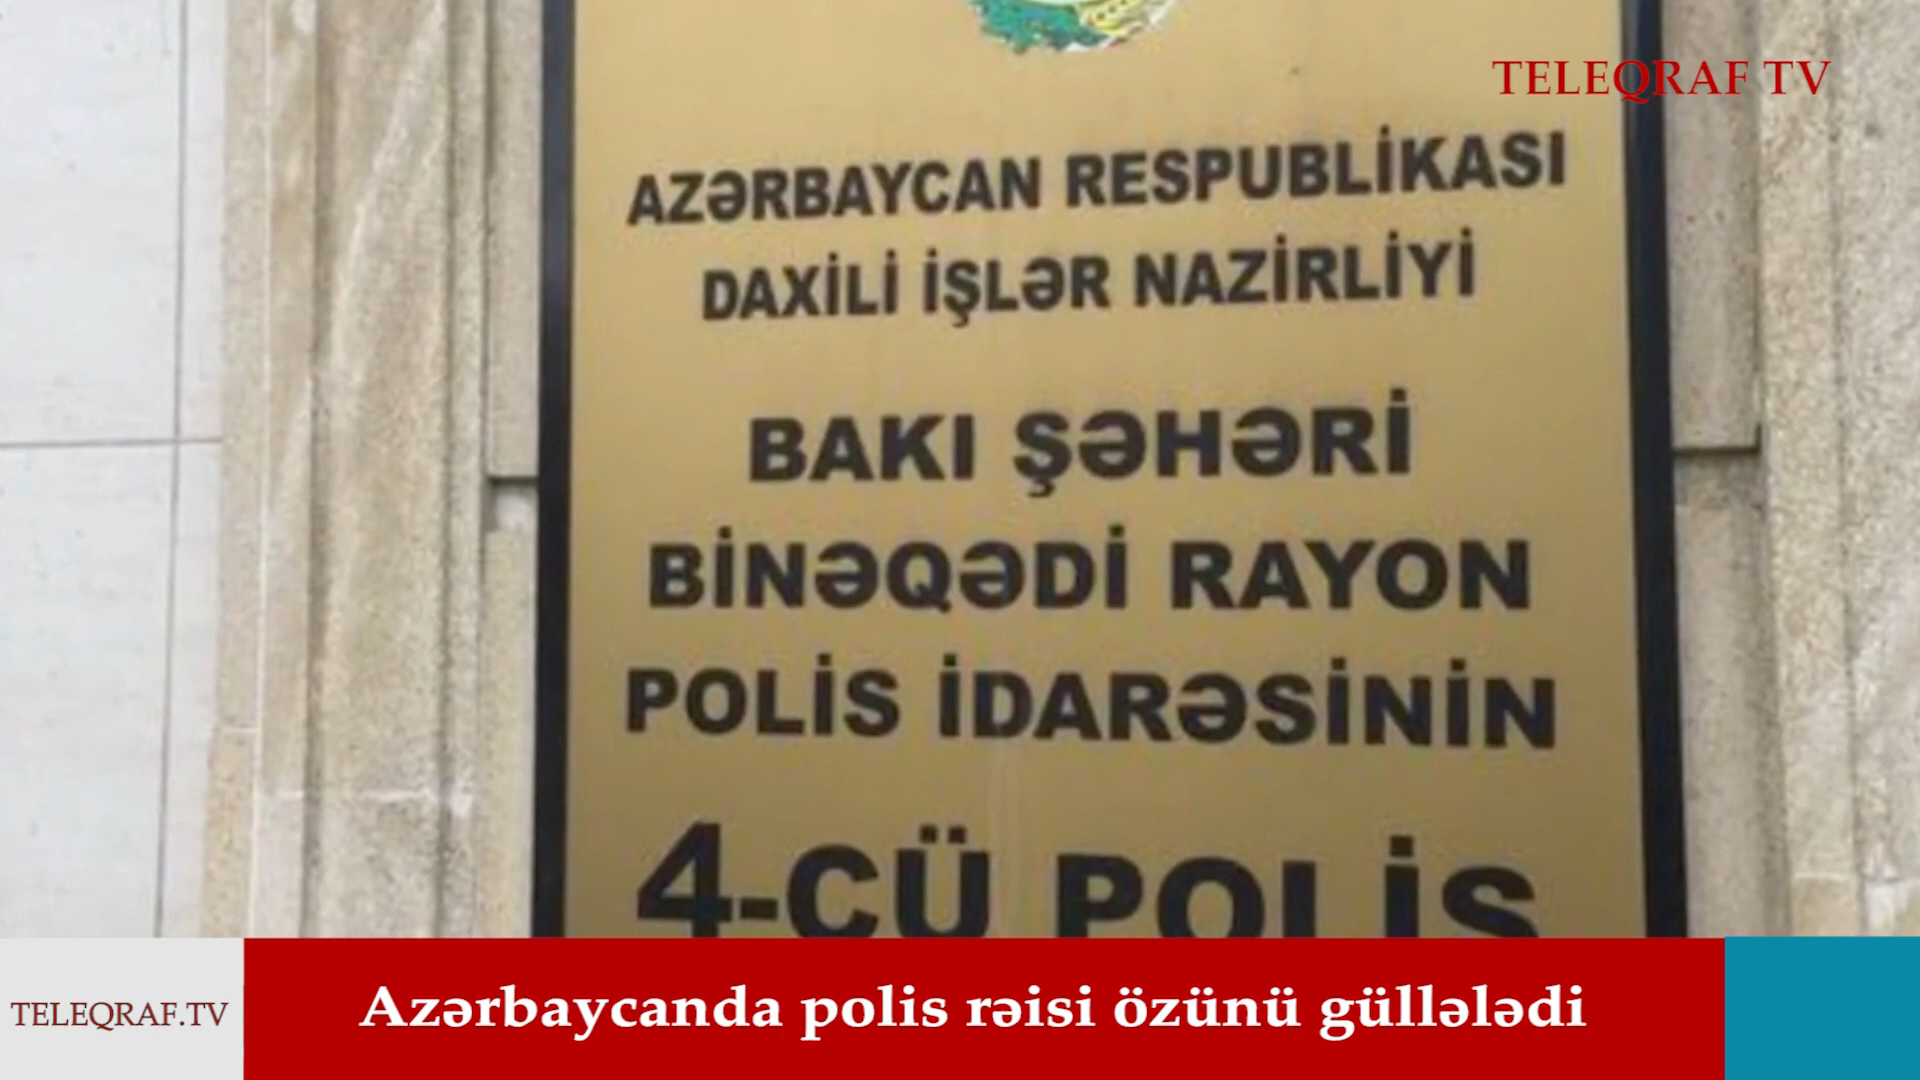 TELEQRAF TV
AZƏRBAYCAN RESPUBLİKASI
DAXİLİ İŞLƏR NAZİRLİYİ
BAKI ŞƏHƏRİ
BİNƏQƏDİ RAYON
POLİS İDARƏSİNİN
4-CÜ POLİS
TELEQRAF.TV
Azərbaycanda polis rəisi özünü güllələdi